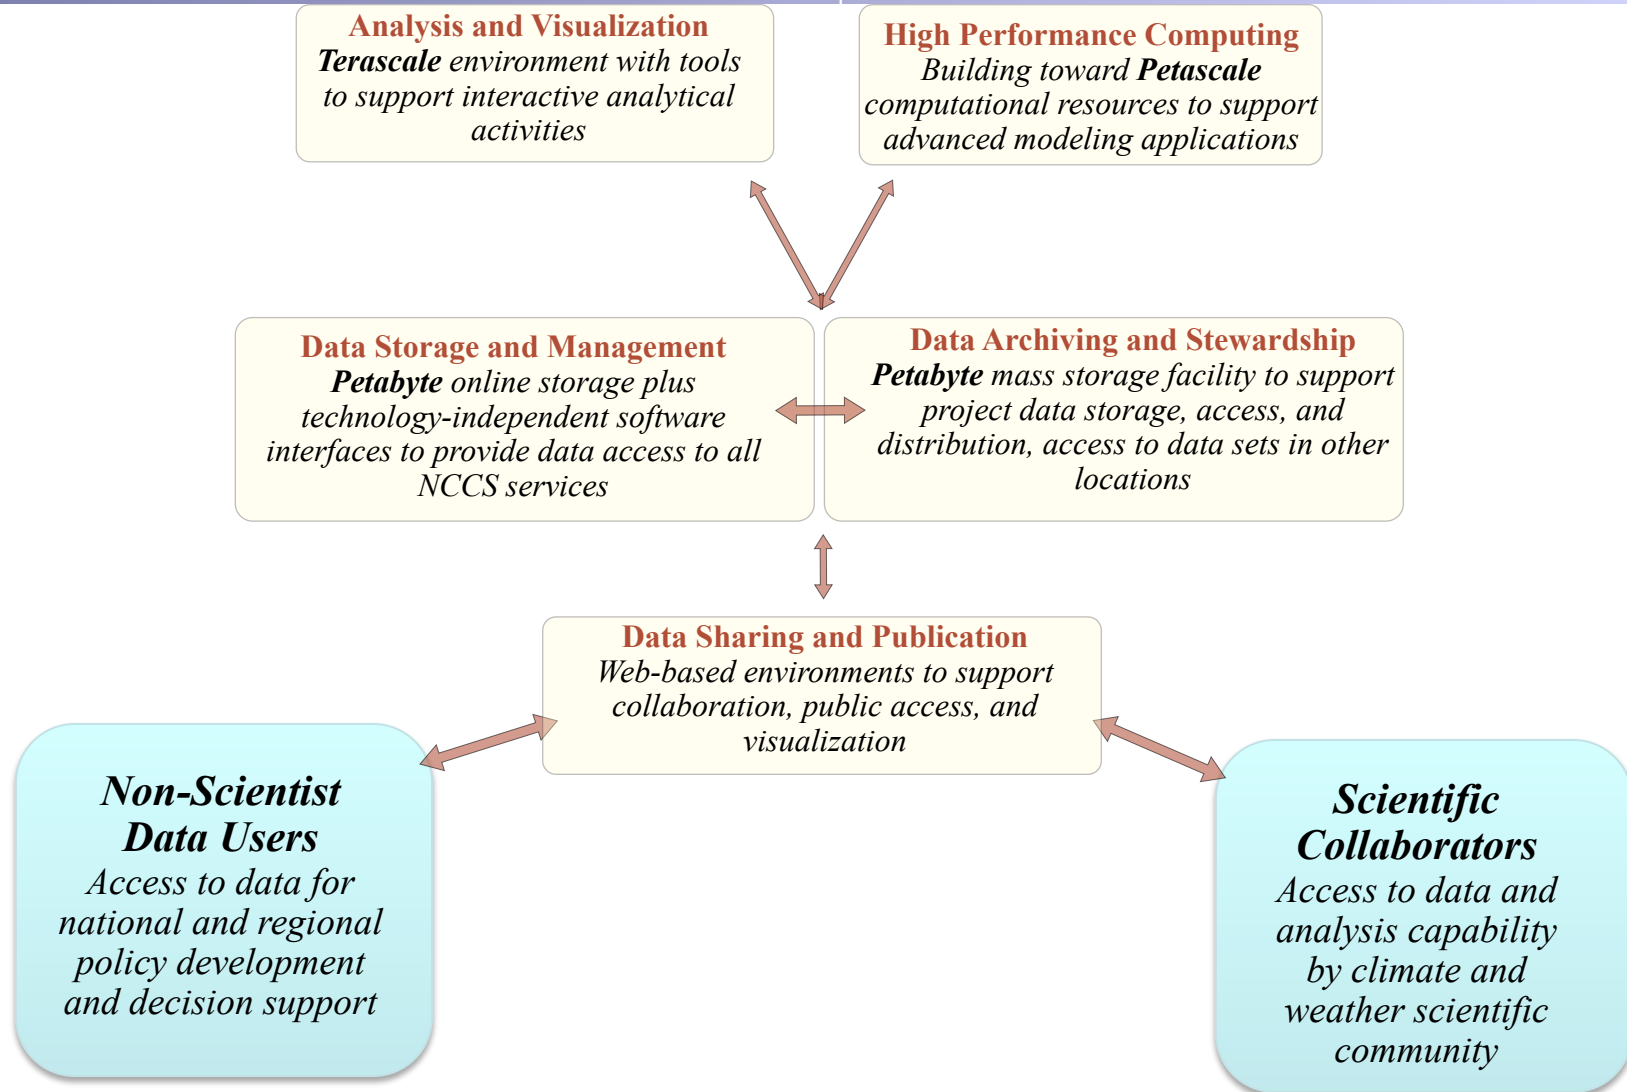 Analysis and Visualization
Terascale environment with tools
to support interactive analytical
activities
High Performance Computing
Building toward Petascale
computational resources to support
advanced modeling applications
Data Storage and Management
Petabyte online storage plus
technology-independent software
interfaces to provide data access to all
NCCS services
Data Archiving and Stewardship
Petabyte mass storage facility to support
project data storage, access, and
distribution, access to data sets in other
locations
Data Sharing and Publication
Web-based environments to support
collaboration, public access, and
visualization
Non-Scientist
Data Users
Access to data for
national and regional
policy development
and decision support
Scientific
Collaborators
Access to data and
analysis capability
by climate and
weather scientific
community